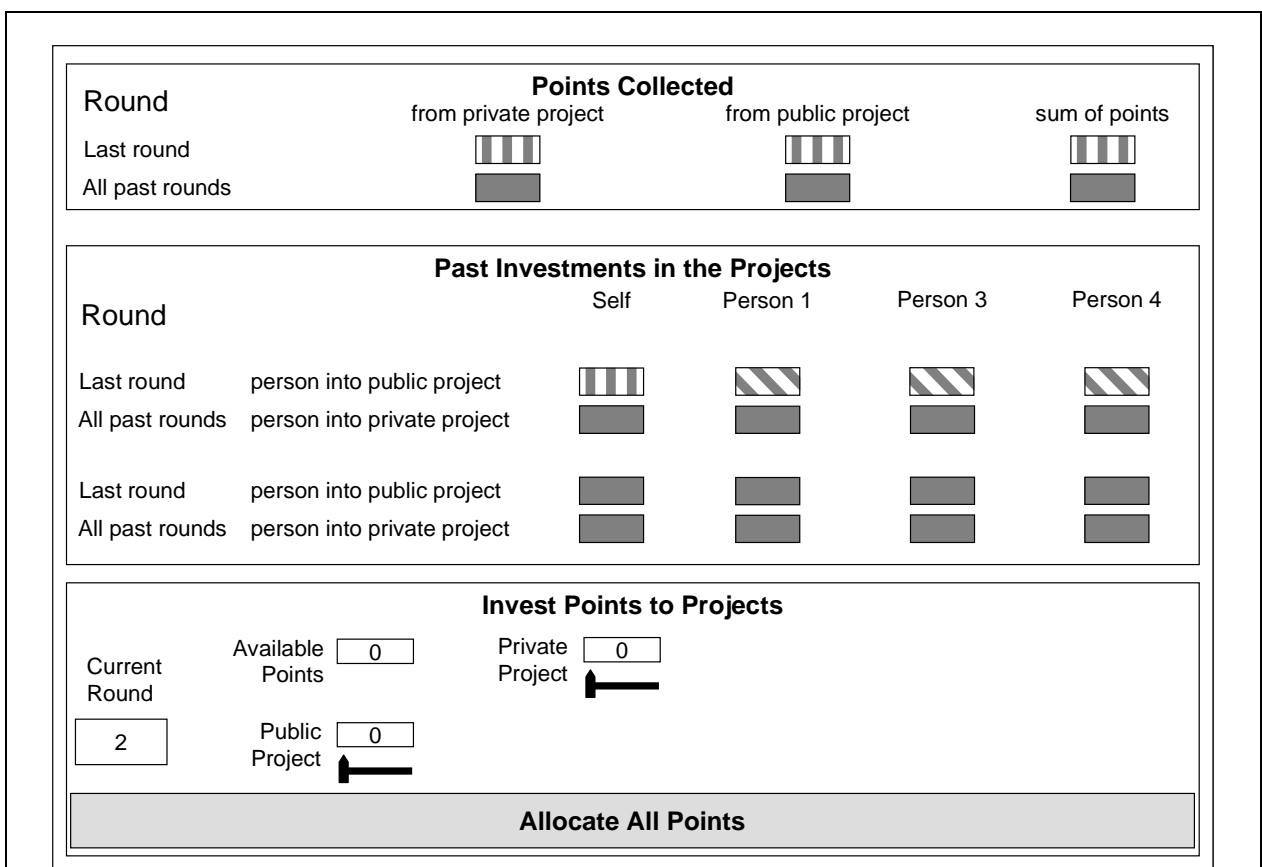 Points Collected
Round
from private project from public project sum of points
Last round
All past rounds
Past Investments in the Projects
Round Self Person 1 Person 3 Person 4
Last round person into public project
All past rounds person into private project
Last round person into public project
All past rounds person into private project
Invest Points to Projects
Available Points 0
Private Project 0
Current Round
2
Public Project 0
Allocate All Points